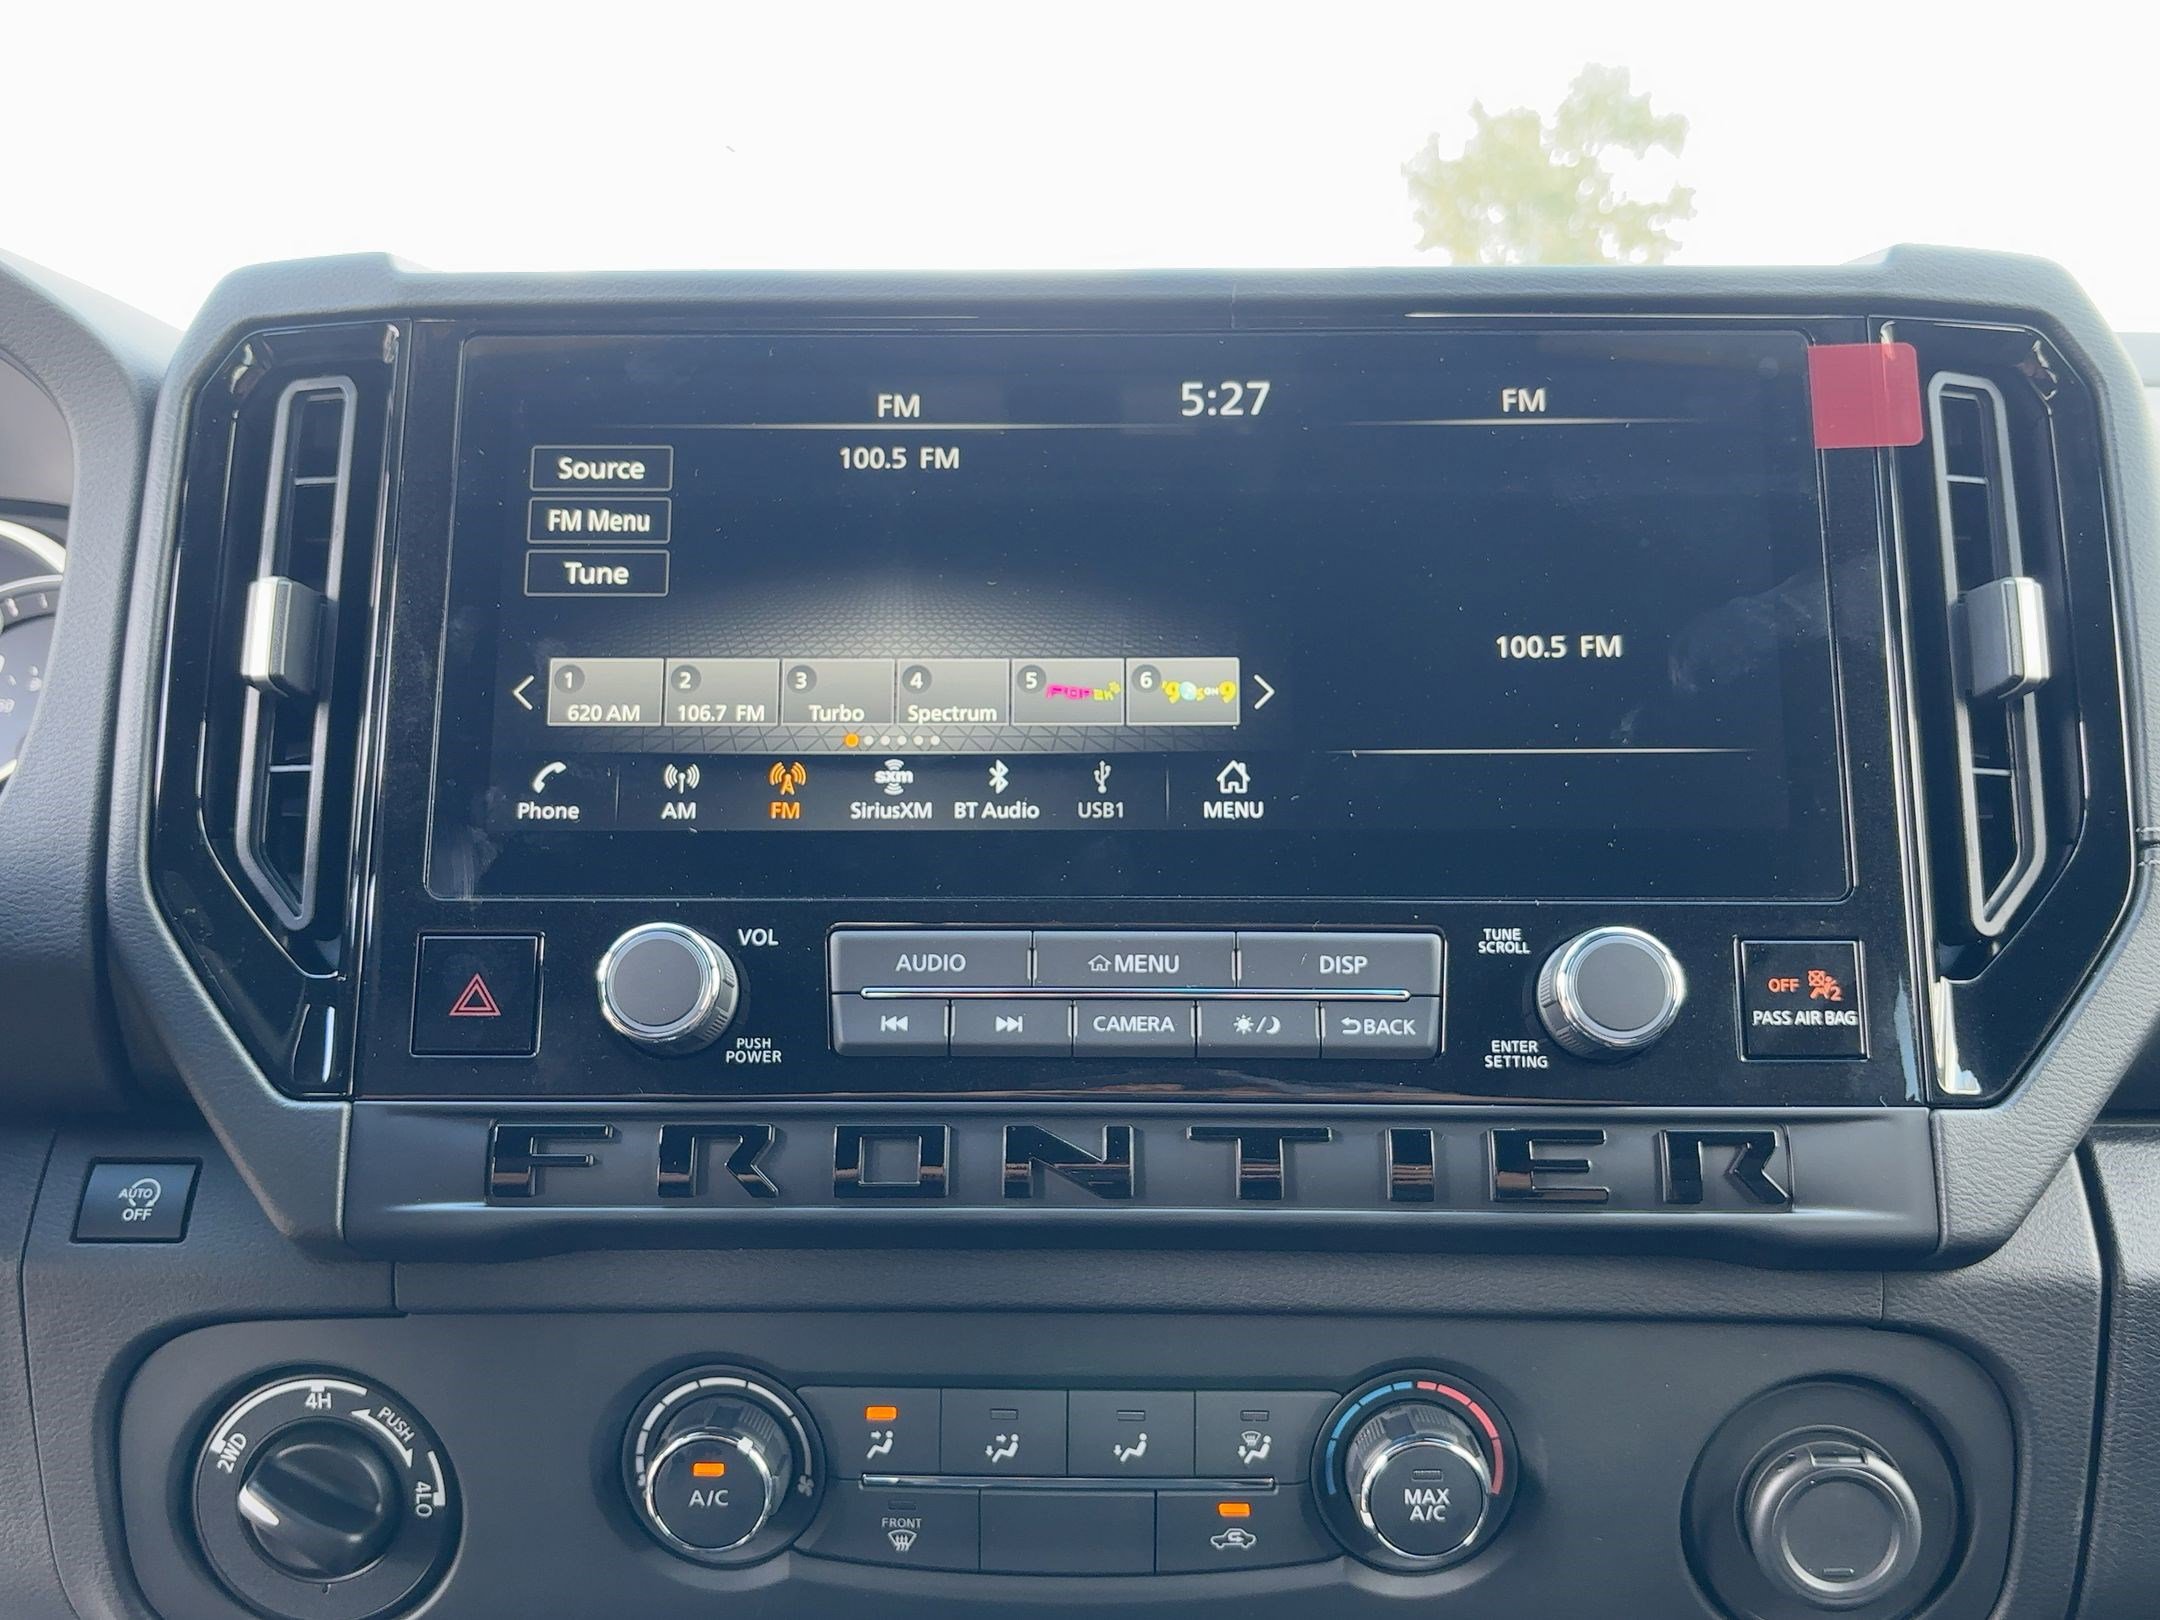 FM
5:27
FM
100.5 FM
Source
FM Menu
Tune
100.5 FM
1
2
3
4
5
6
620 AM
106.7 FM
Turbo
Spectrum
Phone
AM
FM
sxm
SiriusXM
BT Audio
USB1
MENU
VOL
PUSH
POWER
AUDIO
MENU
DISP
CAMERA
BACK
TUNE
SCROLL
ENTER
SETTING
OFF
2
PASS AIR BAG
FRONTIER
AUTO
OFF
2WD
4H
PUSH
4LO
A/C
FRONT
MAX
A/C